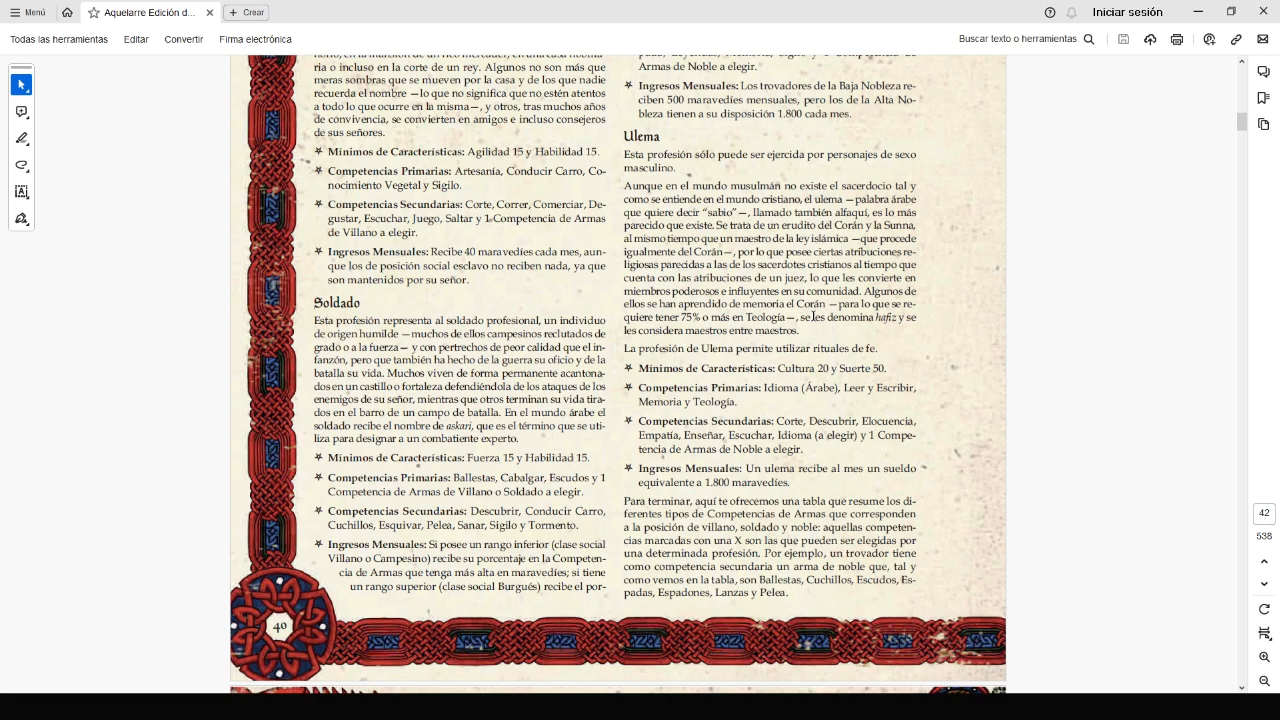 Menú
Aquelarre Edición d...
Crear
Iniciar sesión
Todas las herramientas
Editar
Convertir
Firma electrónica
Buscar texto o herramientas
ria o incluso en la corte de un rey. Algunos no son más que
meras sombras que se mueven por la casa y de los que nadie
recuerda el nombre —lo que no significa que no estén atentos
a todo lo que ocurre en la misma—, y otros, tras muchos años
de convivencia, se convierten en amigos e incluso consejeros
de sus señores.
Mínimos de Características: Agilidad 15 y Habilidad 15.
Competencias Primarias: Artesanía, Conducir Carro, Co-
nocimiento Vegetal y Sigilo.
Competencias Secundarias: Corte, Correr, Comerciar, De-
gustar, Escuchar, Juego, Saltar y 1 Competencia de Armas
de Villano a elegir.
Ingresos Mensuales: Recibe 40 maravedíes cada mes, aun-
que los de posición social esclavo no reciben nada, ya que
son mantenidos por su señor.
Soldado
Esta profesión representa al soldado profesional, un individuo
de origen humilde —muchos de ellos campesinos reclutados de
grado o a la fuerza— y con pertrechos de peor calidad que el in-
fanzón, pero que también ha hecho de la guerra su oficio y de la
batalla su vida. Muchos viven de forma permanente acantona-
dos en un castillo o fortaleza defendiéndola de los ataques de los
enemigos de su señor, mientras que otros terminan su vida tira-
dos en el barro de un campo de batalla. En el mundo árabe el
soldado recibe el nombre de askari, que es el término que se uti-
liza para designar a un combatiente experto.
Mínimos de Características: Fuerza 15 y Habilidad 15.
Competencias Primarias: Ballestas, Cabalgar, Escudos y 1
Competencia de Armas de Villano o Soldado a elegir.
Competencias Secundarias: Descubrir, Conducir Carro,
Cuchillos, Esquivar, Pelea, Sanar, Sigilo y Tormento.
Ingresos Mensuales: Si posee un rango inferior (clase social
Villano o Campesino) recibe su porcentaje en la Competen-
cia de Armas que tenga más alta en maravedíes; si tiene
un rango superior (clase social Burgués) recibe el por-
40
Armas de Noble a elegir.
Ingresos Mensuales: Los trovadores de la Baja Nobleza re-
ciben 500 maravedíes mensuales, pero los de la Alta No-
bleza tienen a su disposición 1.800 cada mes.
Ulema
Esta profesión sólo puede ser ejercida por personajes de sexo
masculino.
Aunque en el mundo musulmán no existe el sacerdocio tal y
como se entiende en el mundo cristiano, el ulema —palabra árabe
que quiere decir “sabio”—, llamado también alfaquí, es lo más
parecido que existe. Se trata de un erudito del Corán y la Sunna,
al mismo tiempo que un maestro de la ley islámica —que procede
igualmente del Corán—, por lo que posee ciertas atribuciones re-
ligiosas parecidas a las de los sacerdotes cristianos al tiempo que
cuenta con las atribuciones de un juez, lo que les convierte en
miembros poderosos e influyentes en su comunidad. Algunos de
ellos se han aprendido de memoria el Corán —para lo que se re-
quiere tener 75% o más en Teología—, se les denomina hafiz y se
les considera maestros entre maestros.
La profesión de Ulema permite utilizar rituales de fe.
Mínimos de Características: Cultura 20 y Suerte 50.
Competencias Primarias: Idioma (Árabe), Leer y Escribir,
Memoria y Teología.
Competencias Secundarias: Corte, Descubrir, Elocuencia,
Empatía, Enseñar, Escuchar, Idioma (a elegir) y 1 Compe-
tencia de Armas de Noble a elegir.
Ingresos Mensuales: Un ulema recibe al mes un sueldo
equivalente a 1.800 maravedíes.
Para terminar, aquí te ofrecemos una tabla que resume los di-
ferentes tipos de Competencias de Armas que corresponden
a la posición de villano, soldado y noble: aquellas competen-
cias marcadas con una X son las que pueden ser elegidas por
una determinada profesión. Por ejemplo, un trovador tiene
como competencia secundaria un arma de noble que, tal y
como vemos en la tabla, son Ballestas, Cuchillos, Escudos, Es-
padas, Espadones, Lanzas y Pelea.
42
538